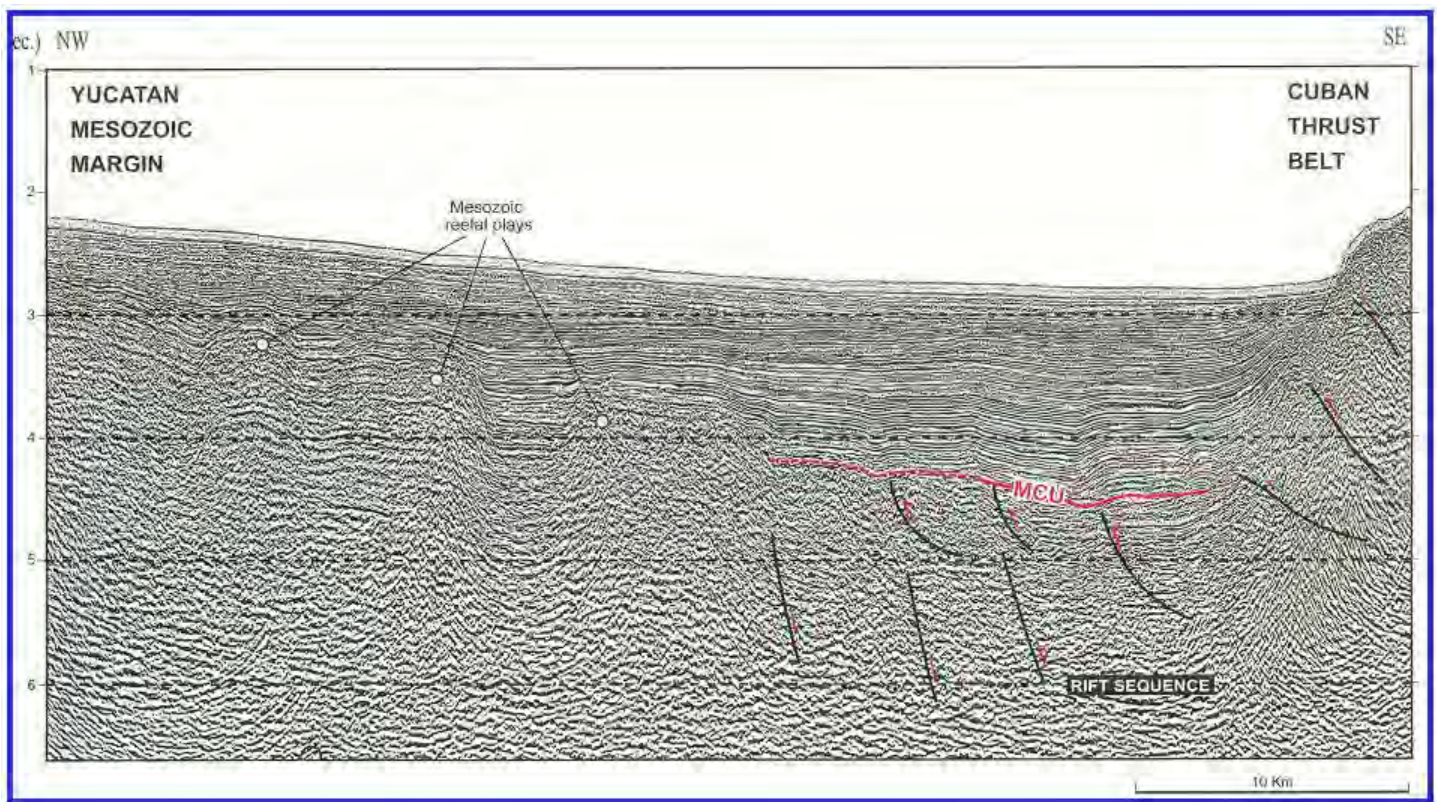 ec.) NW
SE
1
YUCATAN
MESOZOIC
MARGIN
CUBAN
THRUST
BELT
2
Mesozoic
reefal plays
3
4
MCU
5
6
RIFT SEQUENCE
10 Km